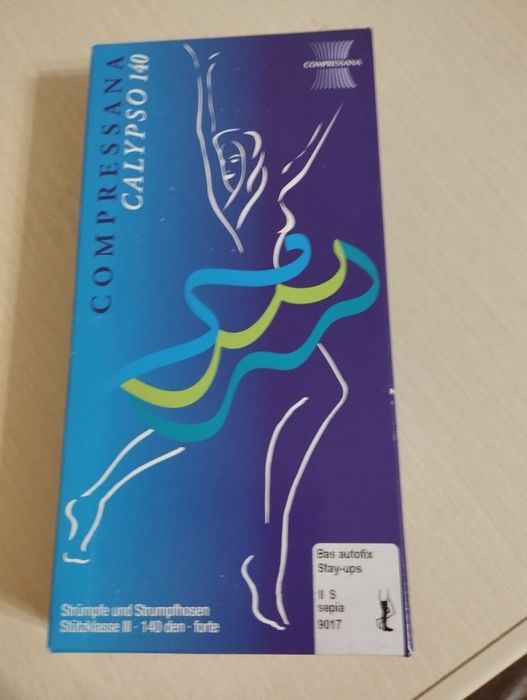 COMPRESSANA
CALYPSO 140
COMPRESSANA
Bas autofix
Stay-ups
II S
sepia
9017
Strümpfe und Strumpfhosen
Stützklasse III - 140 den - forte